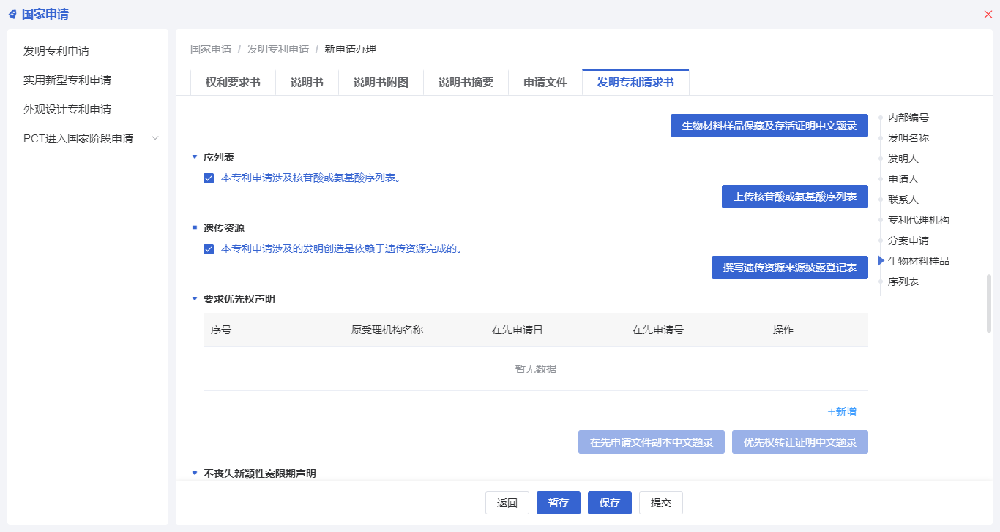 国家申请
发明专利申请
实用新型专利申请
外观设计专利申请
PCT进入国家阶段申请
国家申请 / 发明专利申请 / 新申请办理
权利要求书 说明书 说明书附图 说明书摘要 申请文件 发明专利请求书
生物材料样品保藏及存活证明中文题录
序列表
本专利申请涉及核苷酸或氨基酸序列表。
上传核苷酸或氨基酸序列表
遗传资源
本专利申请涉及的发明创造是依赖于遗传资源完成的。
撰写遗传资源来源披露登记表
要求优先权声明
序号 原受理机构名称 在先申请日 在先申请号 操作
暂无数据
+新增
在先申请文件副本中文题录 优先权转让证明中文题录
不丧失新颖性宽限期声明
返回 暂存 保存 提交
内部编号
发明名称
发明人
申请人
联系人
专利代理机构
分案申请
生物材料样品
序列表